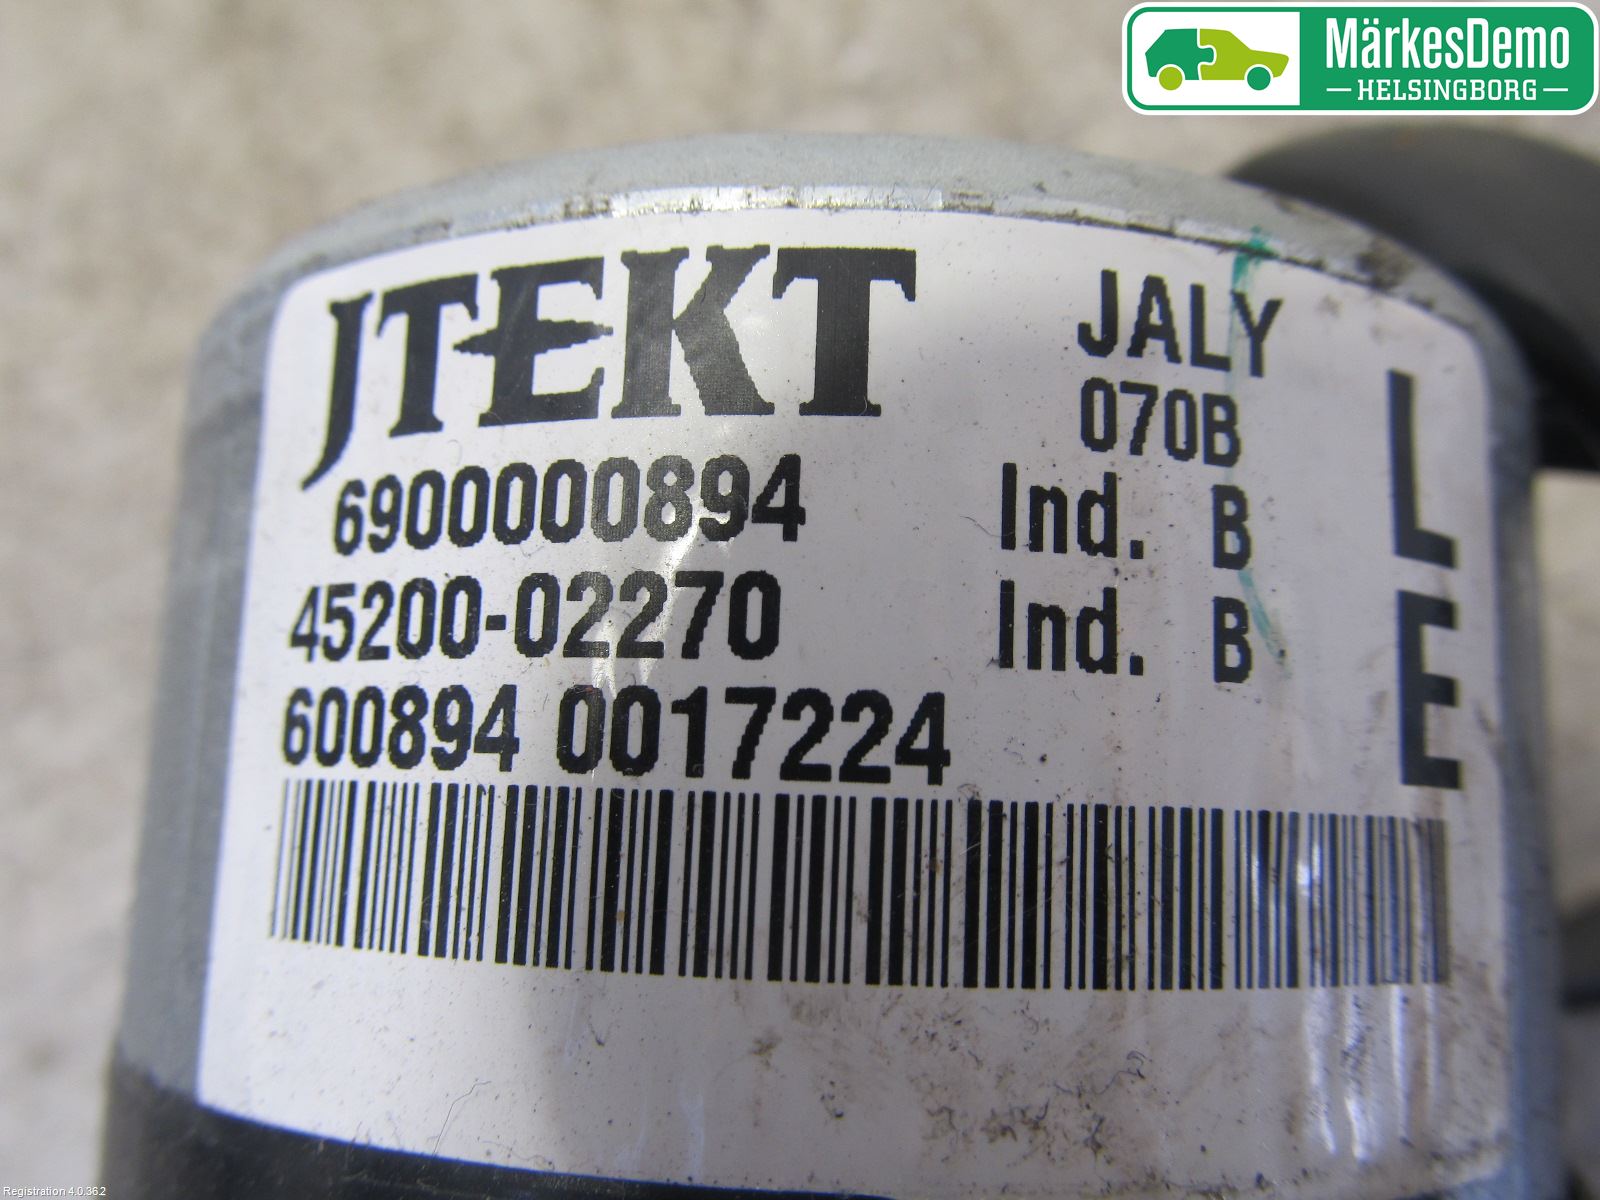 MärkesDemo
HELSINGBORG
JTEKT
JALY
070B
6900000894 Ind. B
45200-02270 Ind. B
600894 0017224
L
E
Registration 4.0.36.2